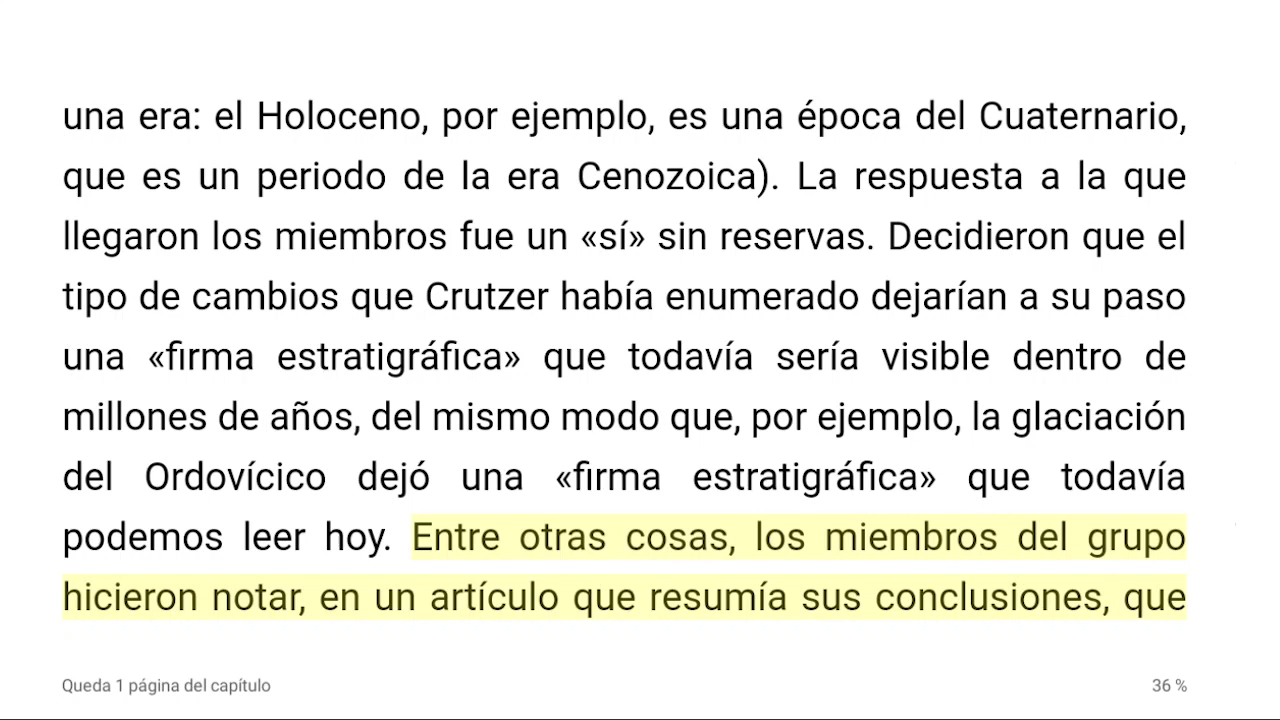 una era: el Holoceno, por ejemplo, es una época del Cuaternario,
que es un periodo de la era Cenozoica). La respuesta a la que
llegaron los miembros fue un «sí» sin reservas. Decidieron que el
tipo de cambios que Crutzer había enumerado dejarían a su paso
una «firma estratigráfica» que todavía sería visible dentro de
millones de años, del mismo modo que, por ejemplo, la glaciación
del Ordovícico dejó una «firma estratigráfica» que todavía
podemos leer hoy. Entre otras cosas, los miembros del grupo
hicieron notar, en un artículo que resumía sus conclusiones, que
Queda 1 página del capítulo
36 %